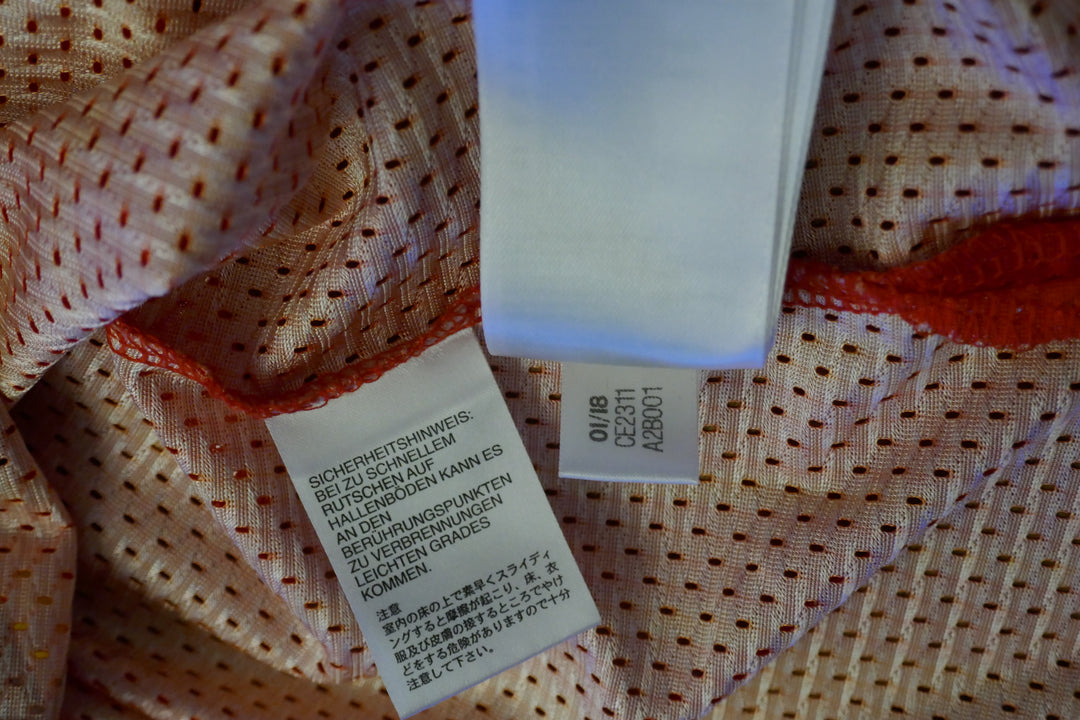 SICHERHEITSHINWEIS:
BEI ZU SCHNELLEM
RUTSCHEN AUF
HALLENBÖDEN KANN ES
AN DEN
BERÜHRUNGSPUNKTEN
ZU VERBRENNUNGEN
LEICHTEN GRADES
KOMMEN.
注意
室内の床の上で素早くスライディ
ングすると摩擦が起こり、床、衣
服及び皮膚の接するところでやけ
どをする危険がありますので十分
注意して下さい。
01/18
CE2311
A2B001